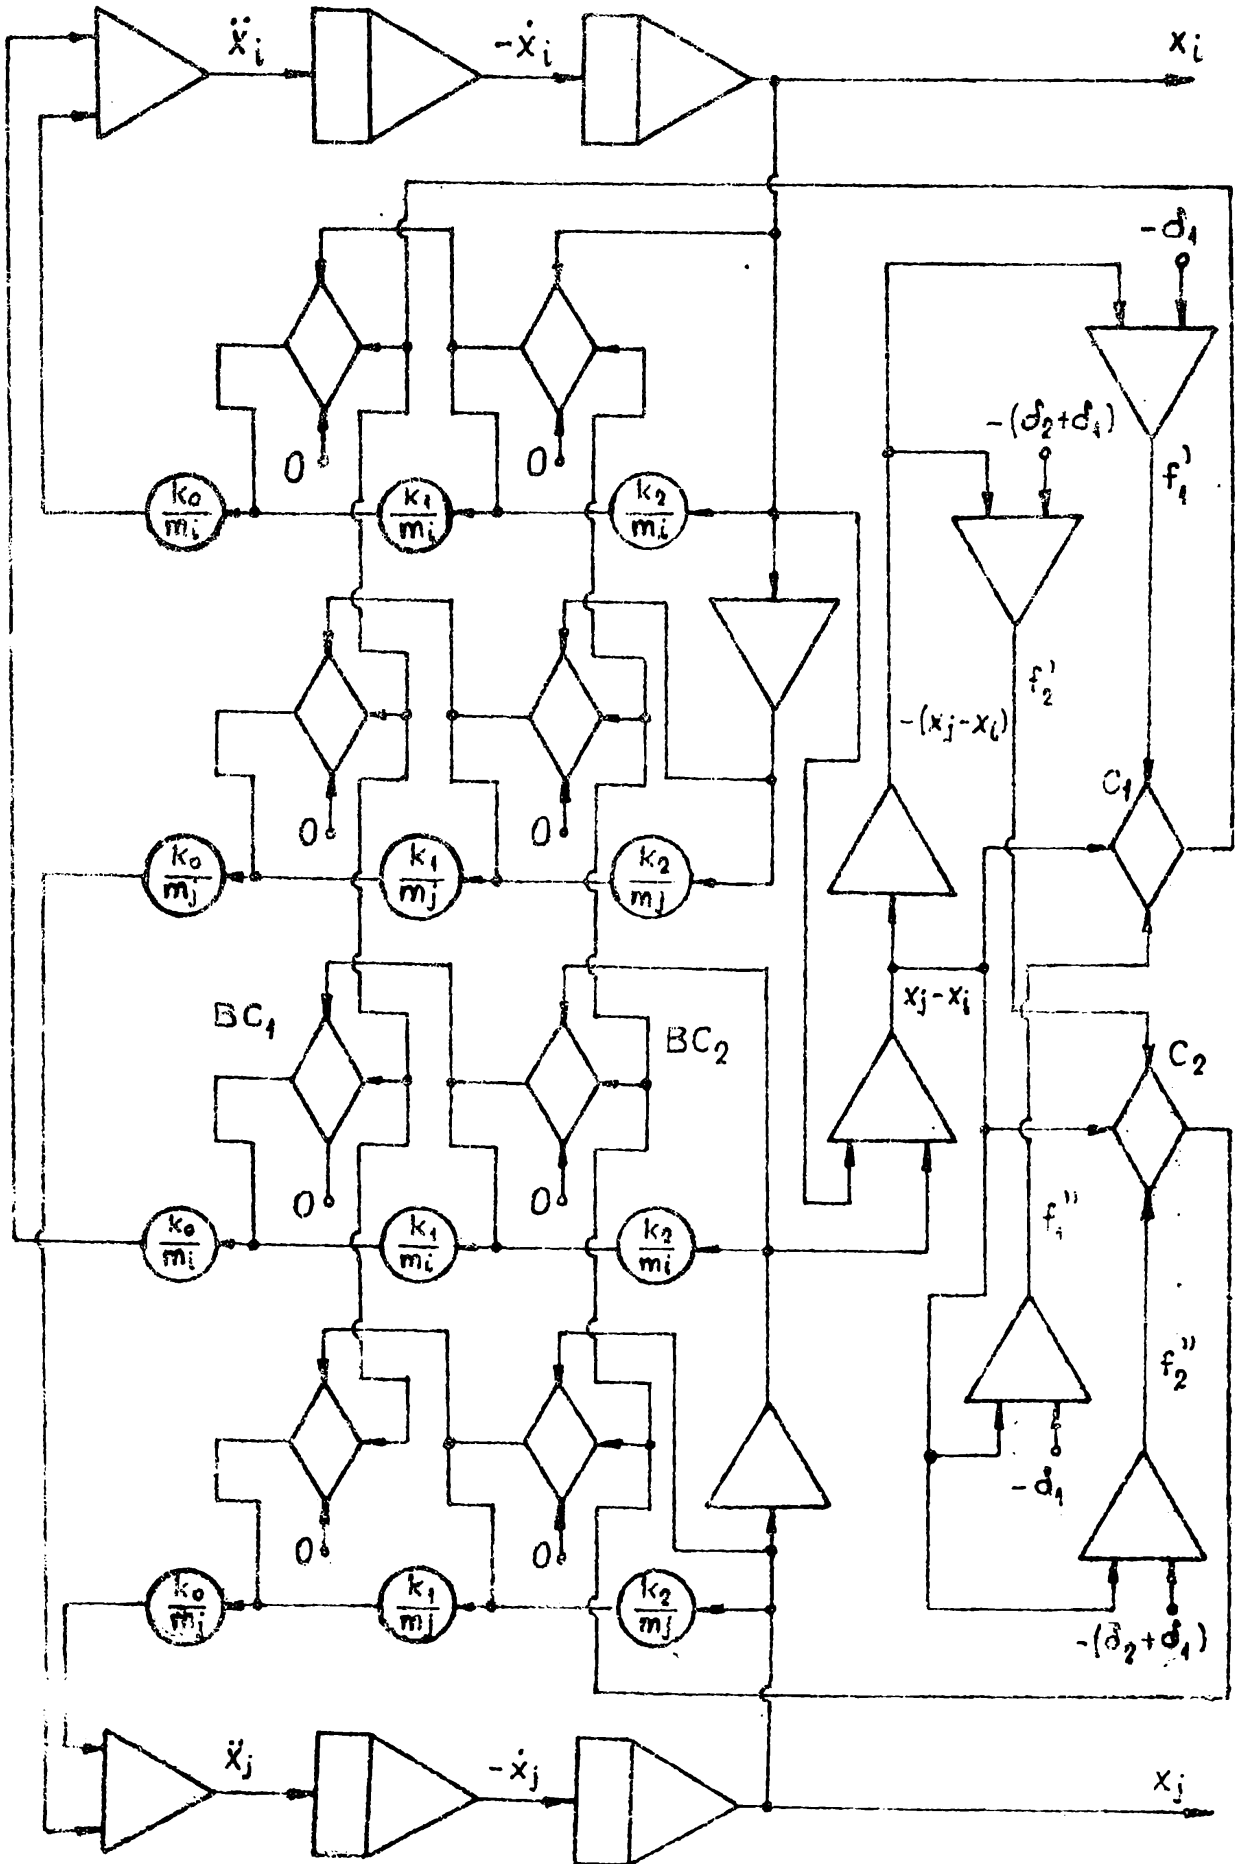 ẍi
-ẋi
xi
-δ1
-(δ2+δ1)
0
0
f1'
k0/mi
k1/mi
k2/mi
f2'
-(xj-xi)
C1
0
0
k0/mj
k1/mj
k2/mj
xj-xi
BC1
BC2
C2
0
0
f1''
k0/mi
k1/mi
k2/mi
f2''
-δ1
0
0
k0/mj
k1/mj
k2/mj
-(δ2+δ1)
ẍj
-ẋj
xj